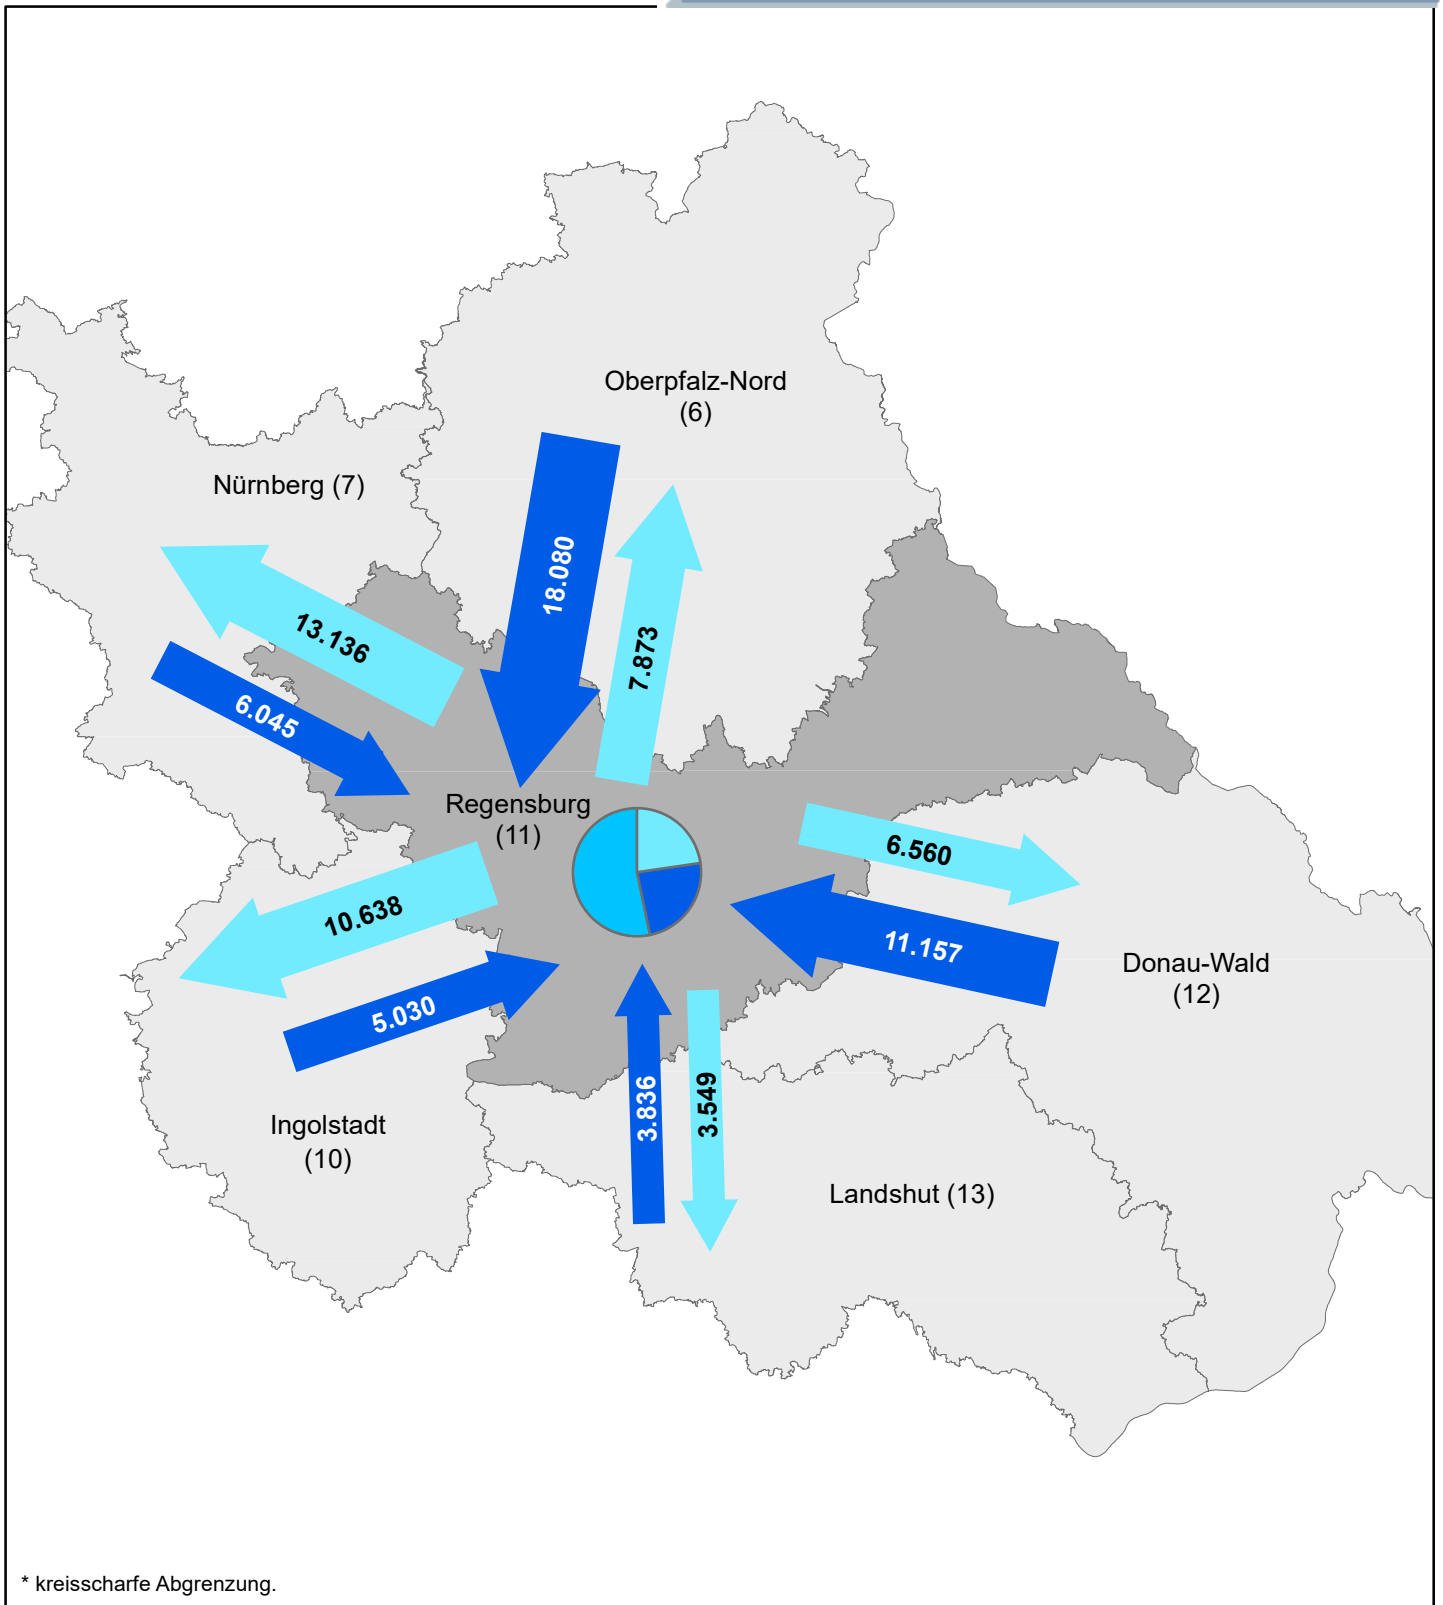 Oberpfalz-Nord
(6)
Nürnberg (7)
18.080
7.873
13.136
6.045
Regensburg
(11)
6.560
10.638
11.157
Donau-Wald
(12)
5.030
3.836
3.549
Ingolstadt
(10)
Landshut (13)
* kreisscharfe Abgrenzung.